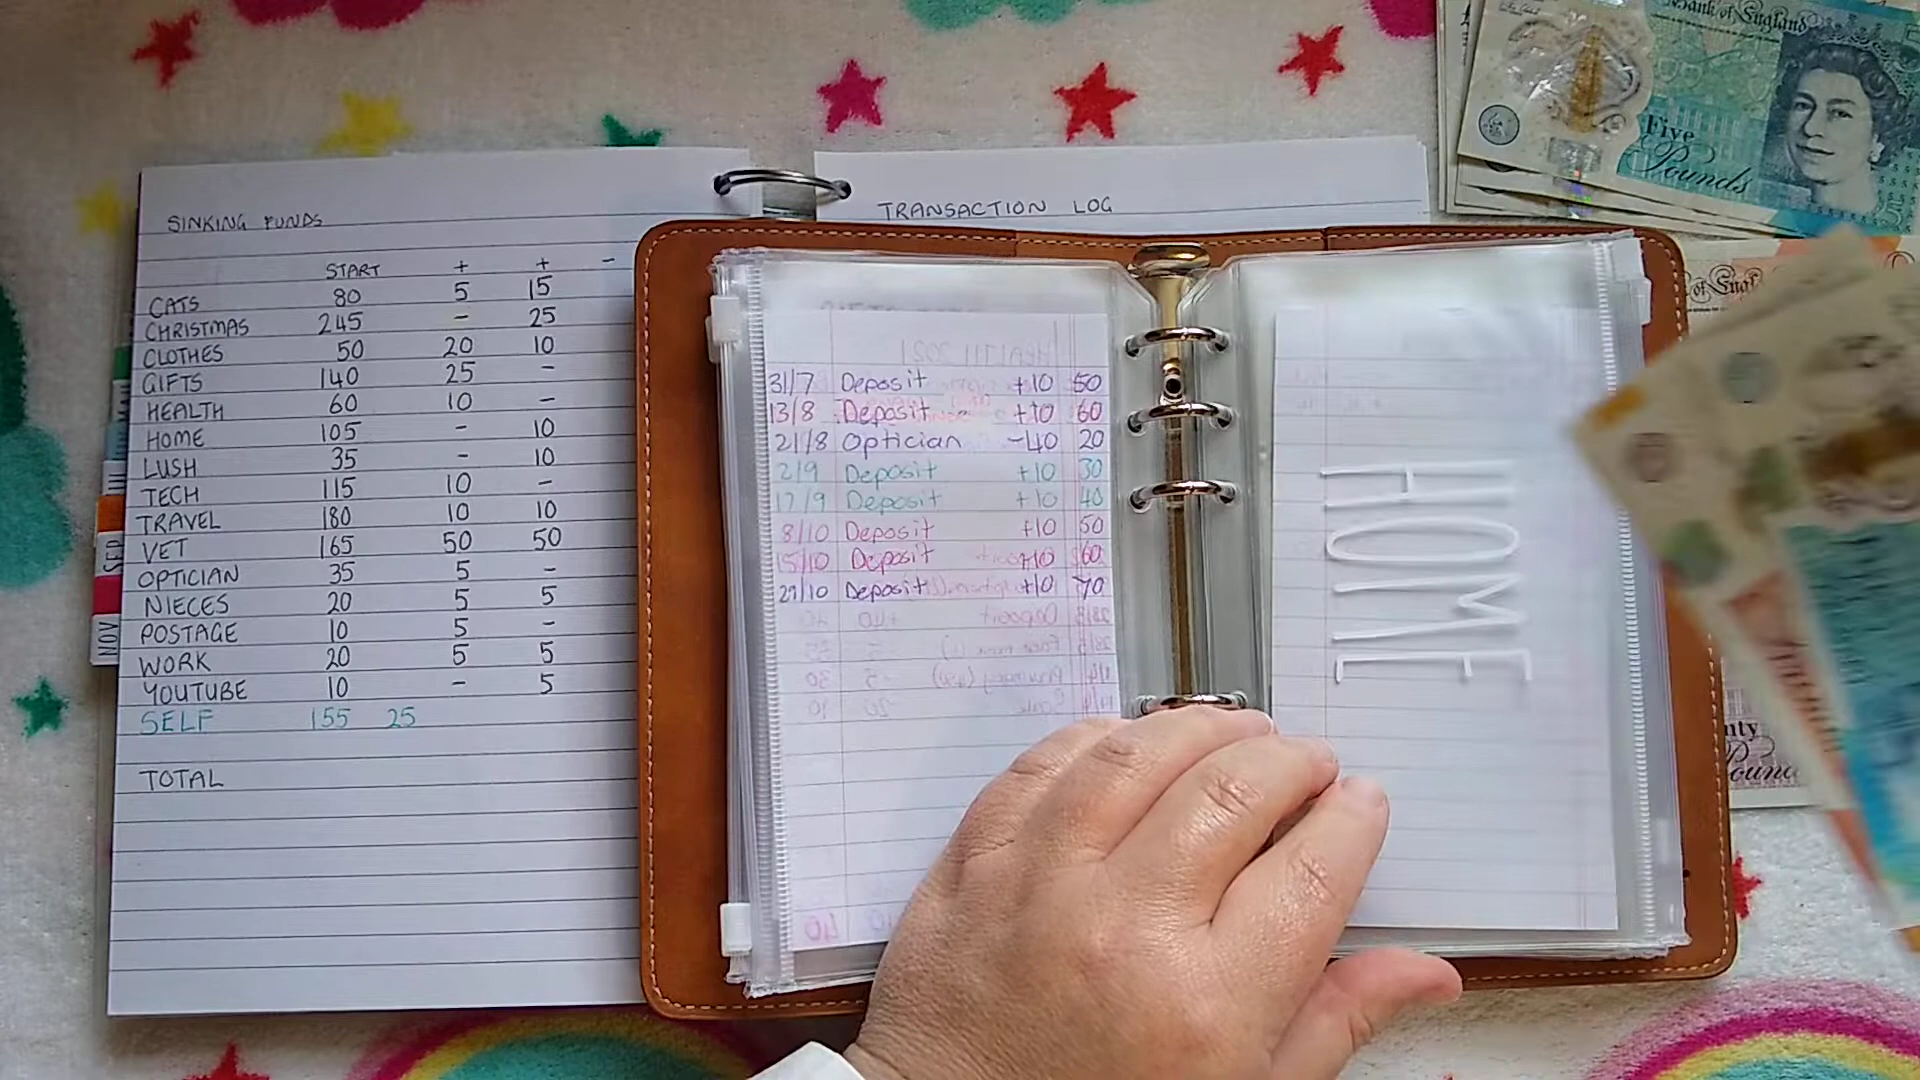 SINKING FUNDS
START + + -
CATS 80 5 15
CHRISTMAS 245 - 25
CLOTHES 50 20 10
GIFTS 140 25 -
HEALTH 60 10 -
HOME 105 - 10
LUSH 35 - 10
TECH 115 10 -
TRAVEL 180 10 10
VET 165 50 50
OPTICIAN 35 5 -
NIECES 20 5 5
POSTAGE 10 5 -
WORK 20 5 5
YOUTUBE 10 - 5
SELF 155 25
TOTAL
SEP
NOV
TRANSACTION LOG
31/7 Deposit +10 50
13/8 Deposit +10 60
21/8 Optician -40 20
2/9 Deposit +10 30
17/9 Deposit +10 40
8/10 Deposit +10 50
15/10 Deposit +10 60
27/10 Deposit +10 70
HOME
Bank of England
Five
Pounds